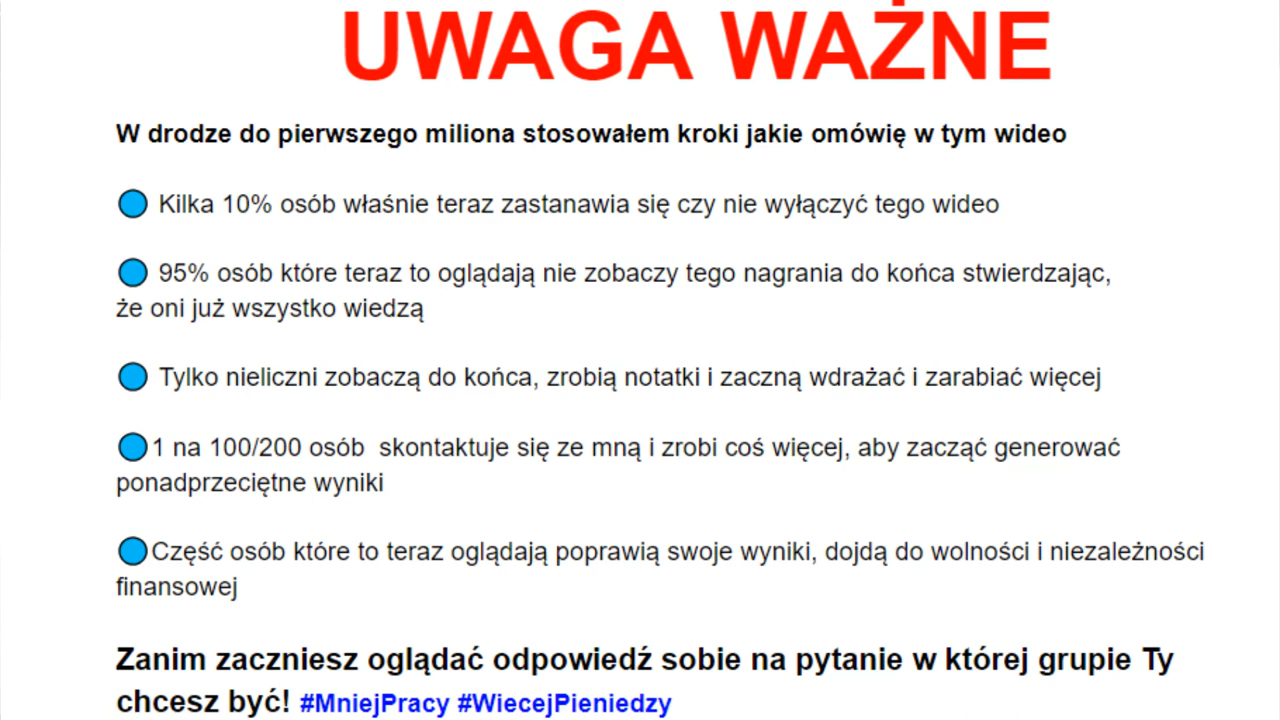 UWAGA WAŻNE
W drodze do pierwszego miliona stosowałem kroki jakie omówię w tym wideo
Kilka 10% osób właśnie teraz zastanawia się czy nie wyłączyć tego wideo
95% osób które teraz to oglądają nie zobaczy tego nagrania do końca stwierdzając,
że oni już wszystko wiedzą
Tylko nieliczni zobaczą do końca, zrobią notatki i zaczną wdrażać i zarabiać więcej
1 na 100/200 osób  skontaktuje się ze mną i zrobi coś więcej, aby zacząć generować
ponadprzeciętne wyniki
Część osób które to teraz oglądają poprawią swoje wyniki, dojdą do wolności i niezależności
finansowej
Zanim zaczniesz oglądać odpowiedź sobie na pytanie w której grupie Ty
chcesz być! #MniejPracy #WiecejPieniedzy